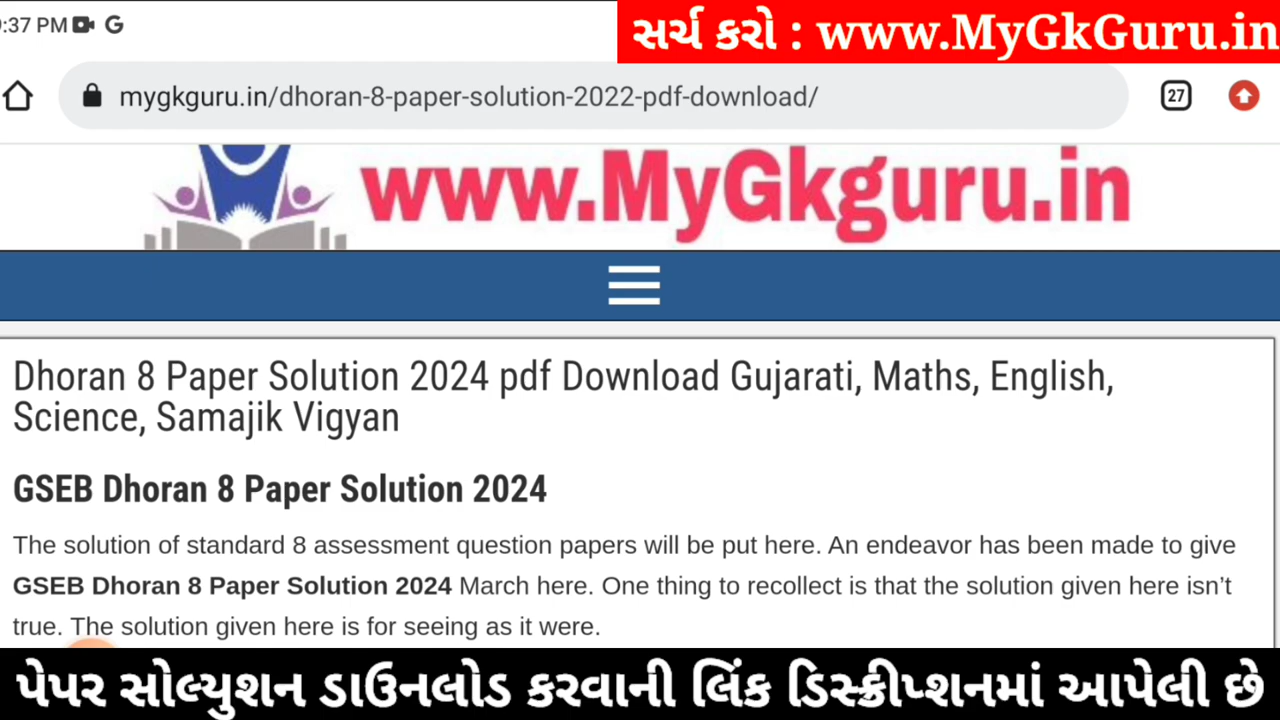 :37 PM G
સર્ચ કરો : www.MyGkGuru.in
mygkguru.in/dhoran-8-paper-solution-2022-pdf-download/
27
www.MyGkguru.in
Dhoran 8 Paper Solution 2024 pdf Download Gujarati, Maths, English,
Science, Samajik Vigyan
GSEB Dhoran 8 Paper Solution 2024
The solution of standard 8 assessment question papers will be put here. An endeavor has been made to give
GSEB Dhoran 8 Paper Solution 2024 March here. One thing to recollect is that the solution given here isn’t
true. The solution given here is for seeing as it were.
પેપર સોલ્યુશન ડાઉનલોડ કરવાની લિંક ડિસ્ક્રીપ્શનમાં આપેલી છે